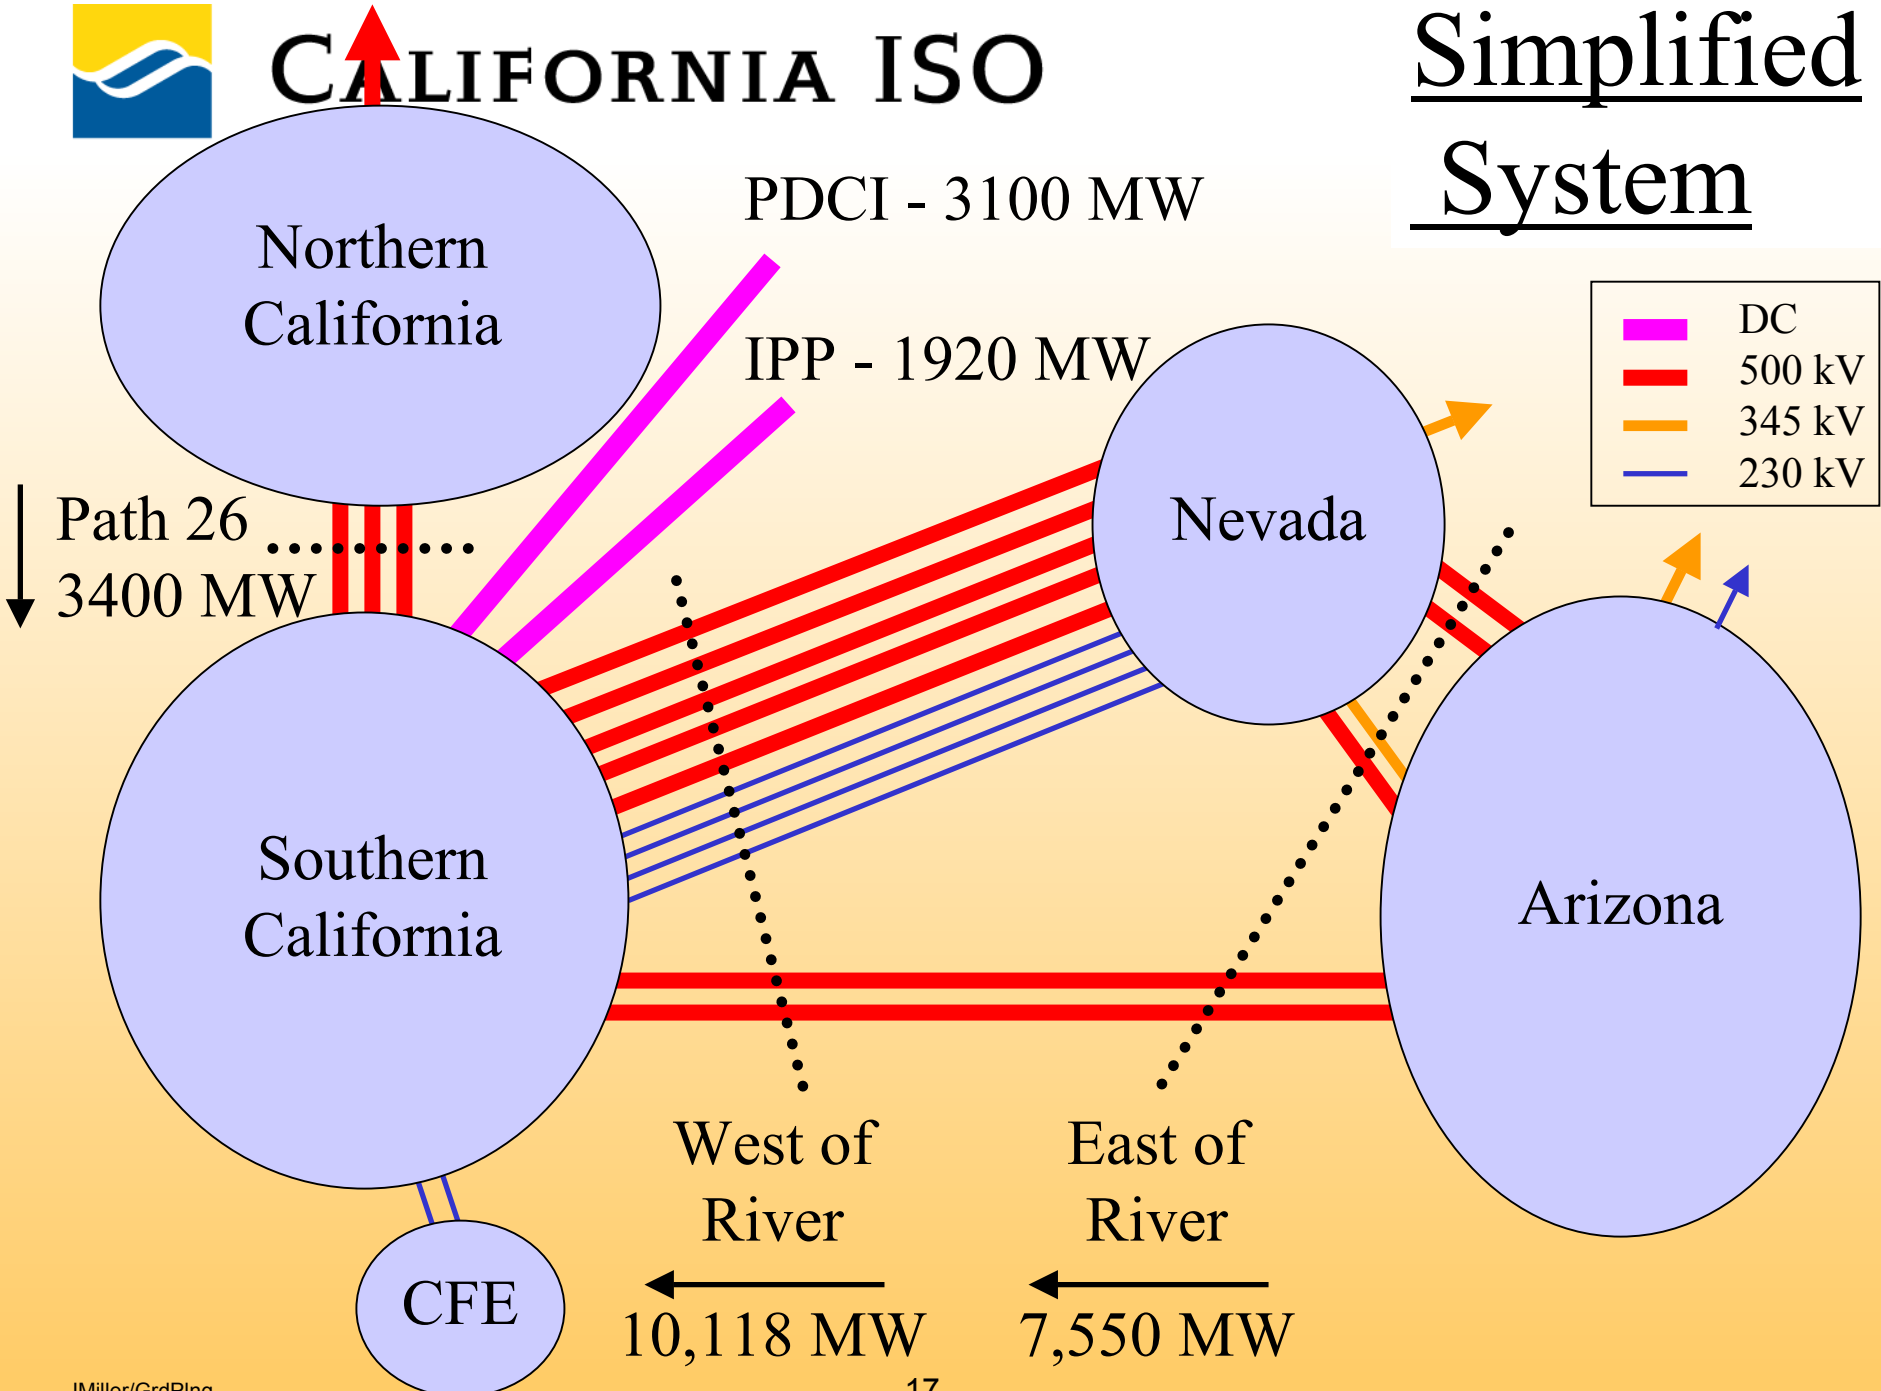 CALIFORNIA ISO
Simplified
System
Northern
California
PDCI - 3100 MW
IPP - 1920 MW
DC
500 kV
345 kV
230 kV
Nevada
Path 26
3400 MW
Southern
California
Arizona
West of
River
10,118 MW
East of
River
7,550 MW
CFE
17